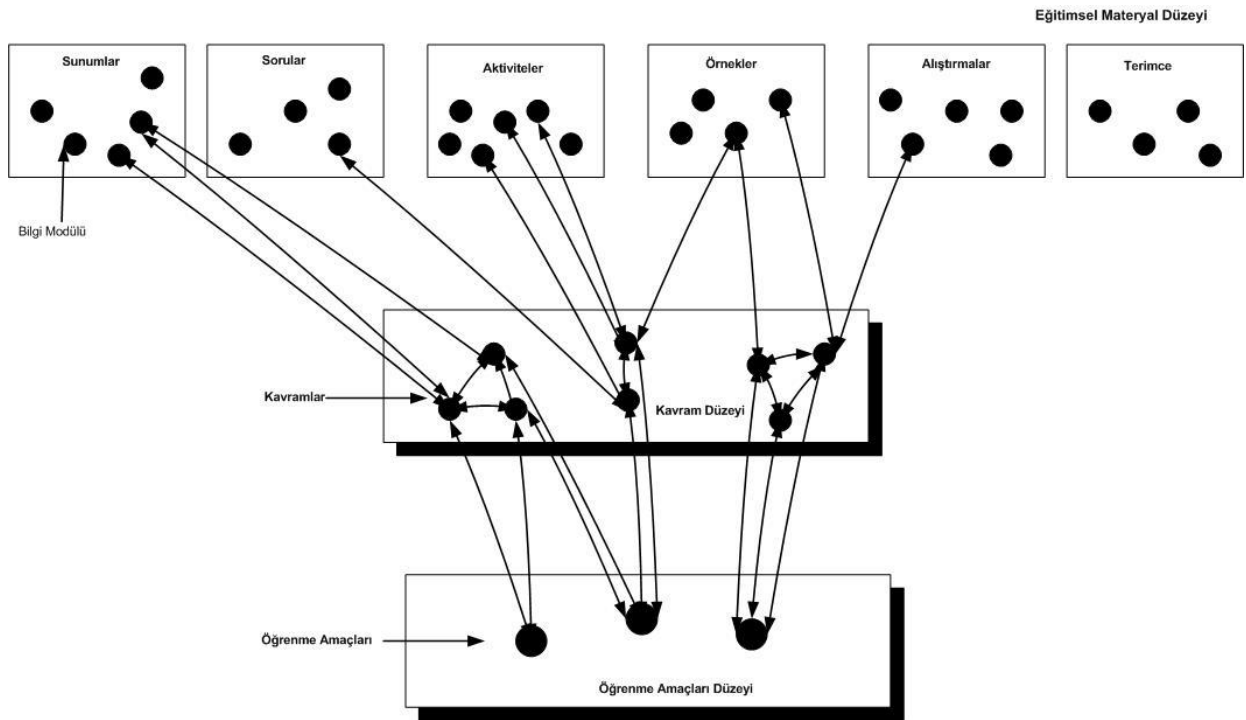 Eğitimsel Materyal Düzeyi
Sunumlar
Sorular
Aktiviteler
Örnekler
Alıştırmalar
Terimce
Bilgi Modülü
Kavramlar
Kavram Düzeyi
Öğrenme Amaçları
Öğrenme Amaçları Düzeyi